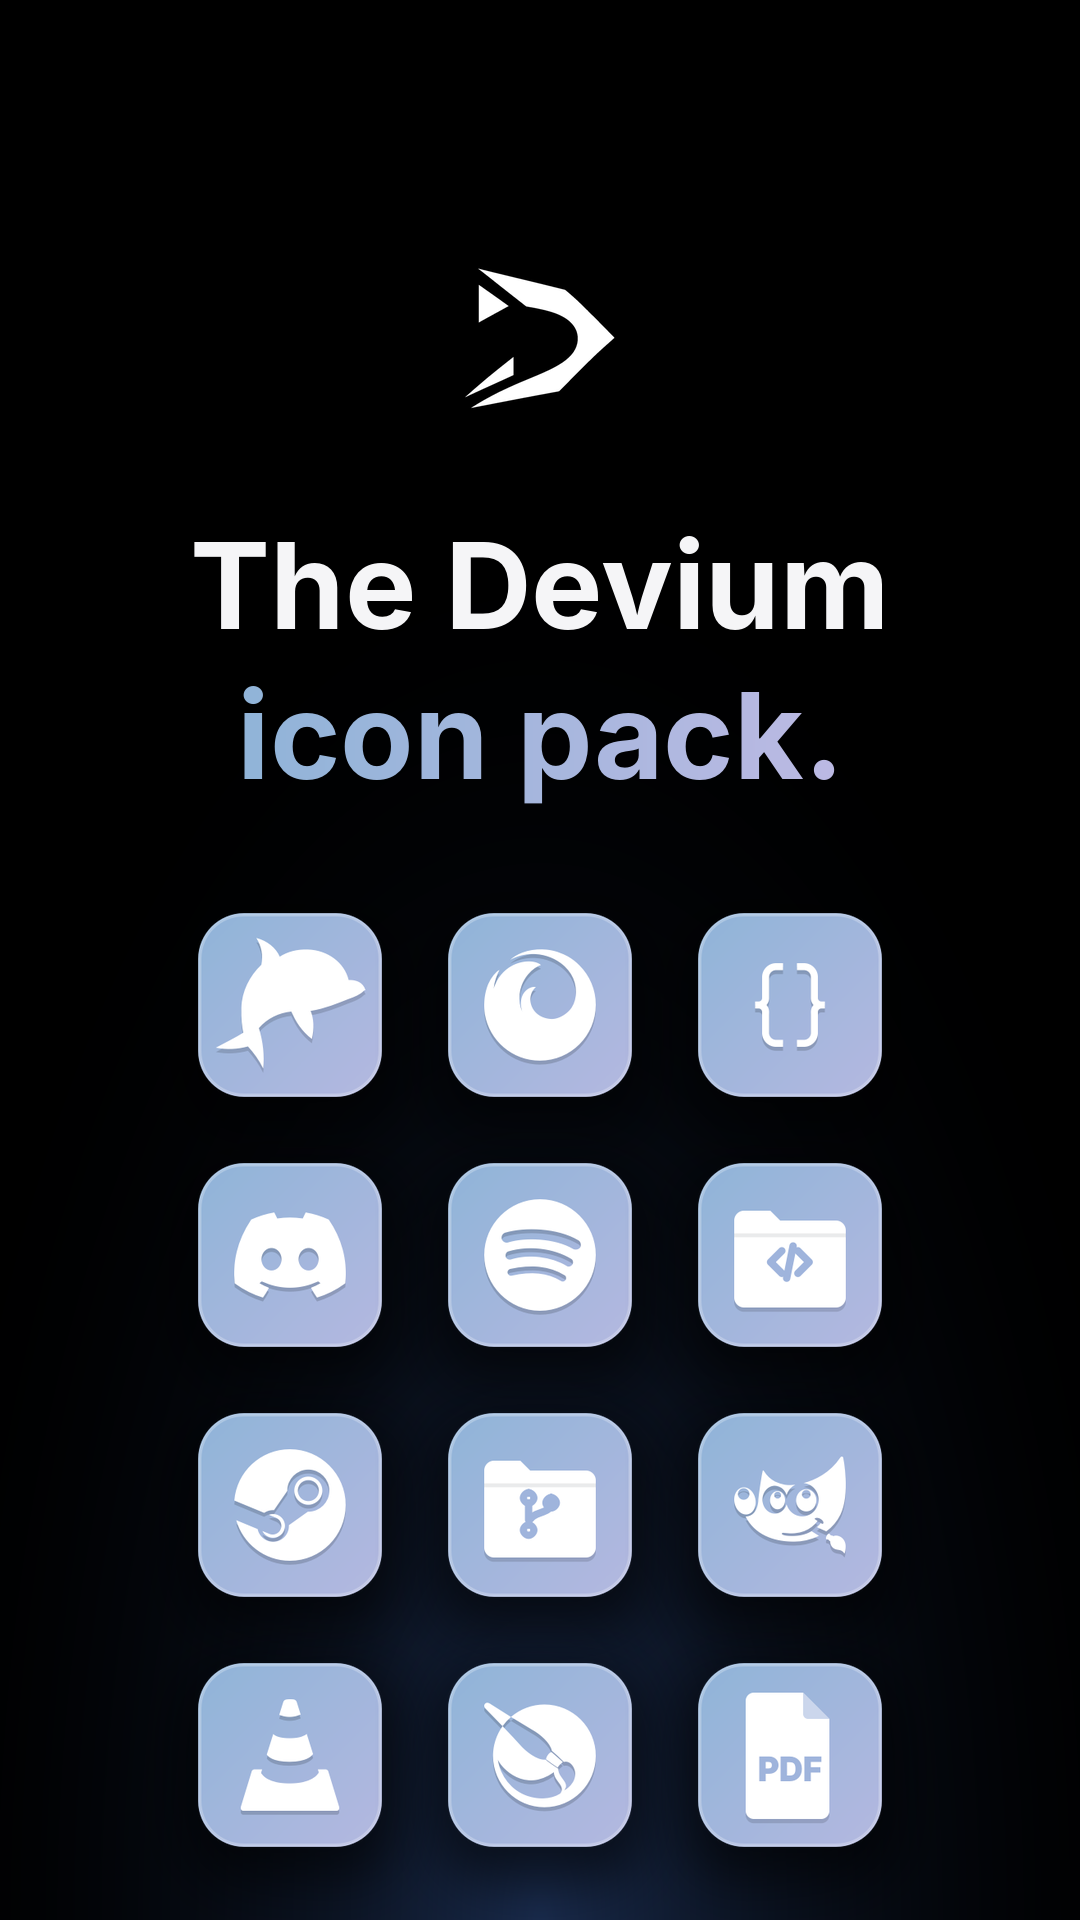 The Devium
icon pack.
{}
</>
PDF